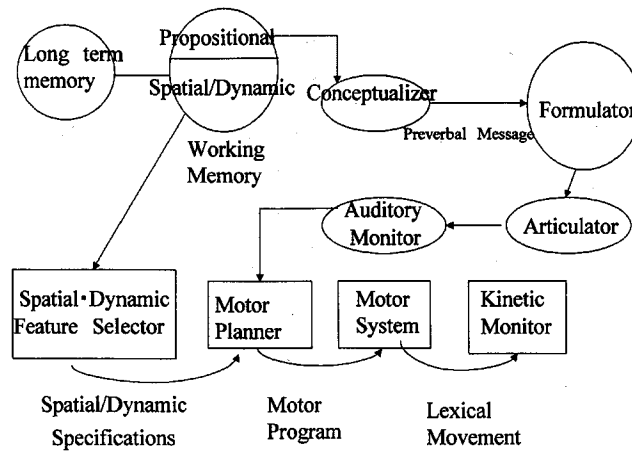 Long term
memory
Propositional
Spatial/Dynamic
Working
Memory
Conceptualizer
Preverbal Message
Formulator
Auditory
Monitor
Articulator
Spatial・Dynamic
Feature Selector
Motor
Planner
Motor
System
Kinetic
Monitor
Spatial/Dynamic
Specifications
Motor
Program
Lexical
Movement